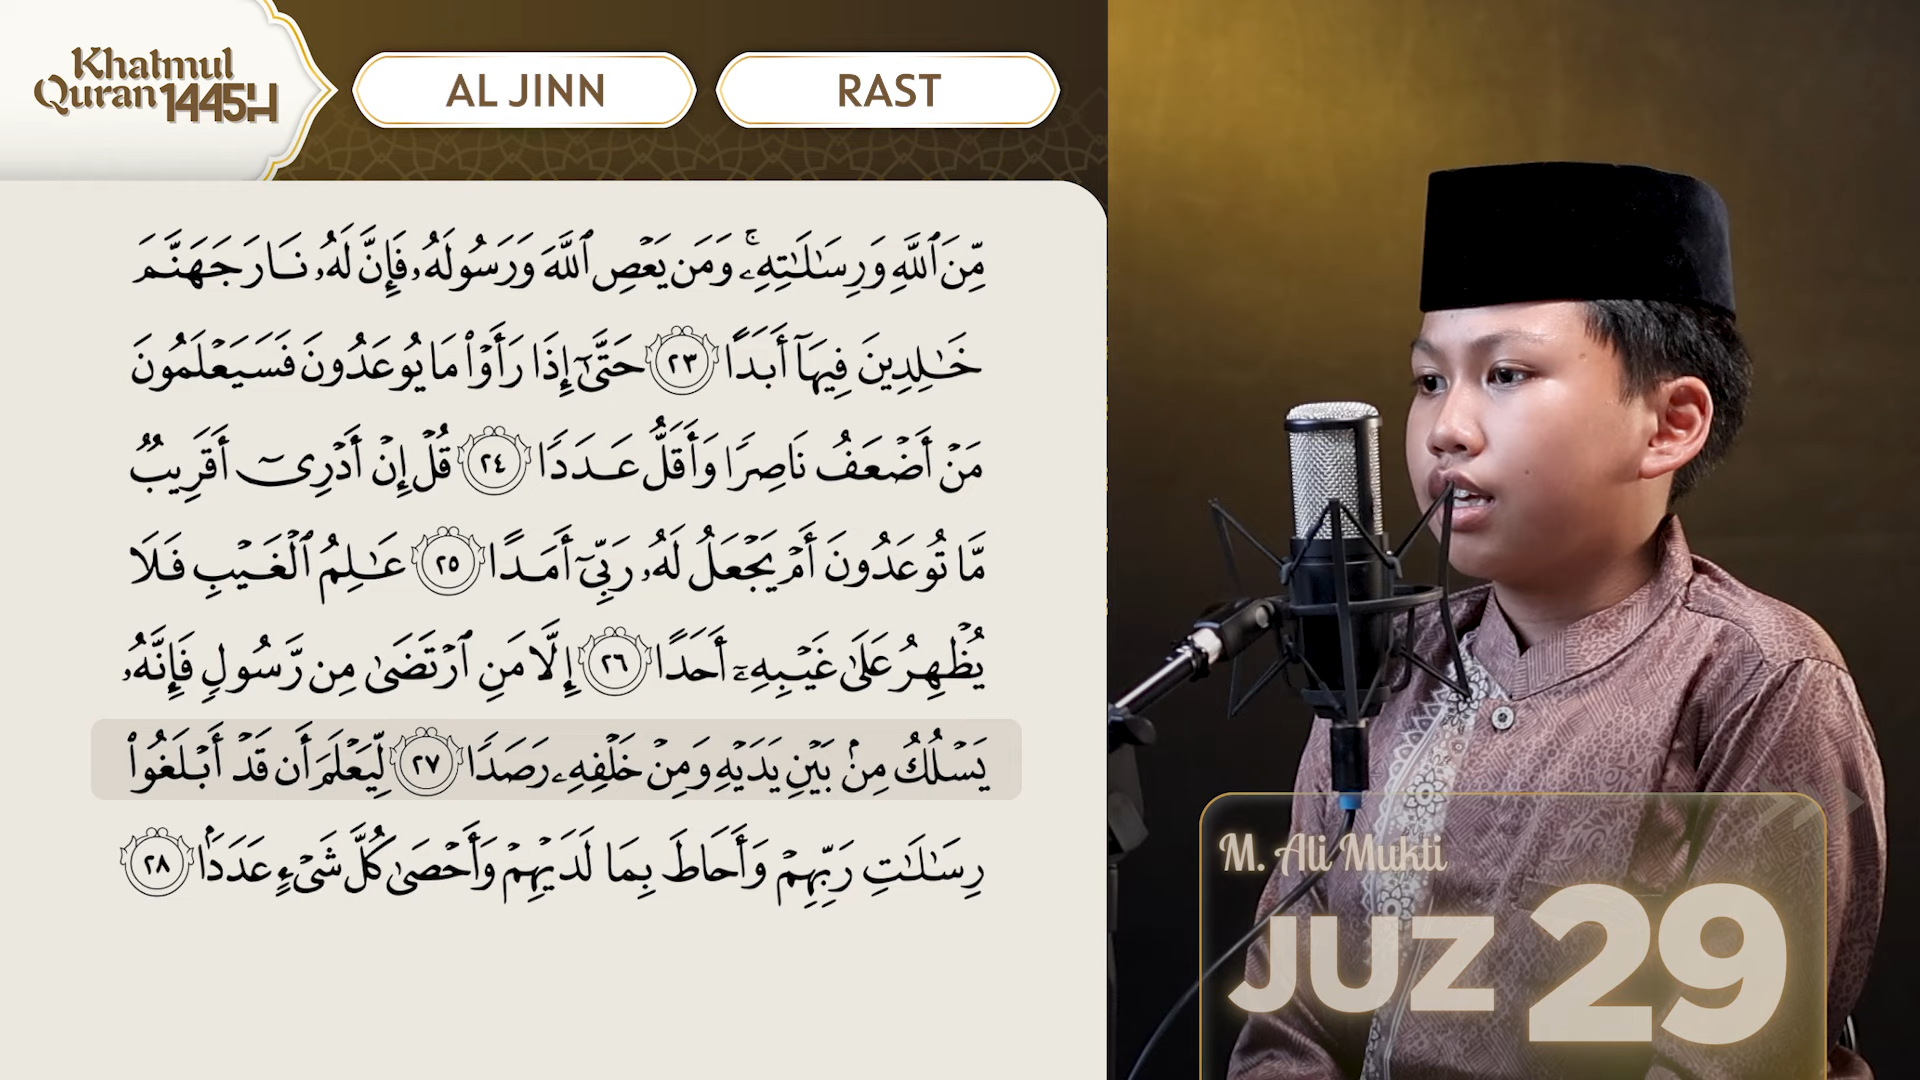 Khatmul
Quran 1445H
AL JINN
RAST
مِّنَ ٱللَّهِ وَرِسَـٰلَـٰتِهِۦ ۚ وَمَن يَعْصِ ٱللَّهَ وَرَسُولَهُۥ فَإِنَّ لَهُۥ نَارَ جَهَنَّمَ
خَـٰلِدِينَ فِيهَآ أَبَدًا ٢٣ حَتَّىٰٓ إِذَا رَأَوْا۟ مَا يُوعَدُونَ فَسَيَعْلَمُونَ
مَنْ أَضْعَفُ نَاصِرًا وَأَقَلُّ عَدَدًا ٢٤ قُلْ إِنْ أَدْرِىٓ أَقَرِيبٌ
مَّا تُوعَدُونَ أَمْ يَجْعَلُ لَهُۥ رَبِّىٓ أَمَدًا ٢٥ عَـٰلِمُ ٱلْغَيْبِ فَلَا
يُظْهِرُ عَلَىٰ غَيْبِهِۦٓ أَحَدًا ٢٦ إِلَّا مَنِ ٱرْتَضَىٰ مِن رَّسُولٍ فَإِنَّهُۥ
يَسْلُكُ مِنۢ بَيْنِ يَدَيْهِ وَمِنْ خَلْفِهِۦ رَصَدًا ٢٧ لِّيَعْلَمَ أَن قَدْ أَبْلَغُوا۟
رِسَـٰلَـٰتِ رَبِّهِمْ وَأَحَاطَ بِمَا لَدَيْهِمْ وَأَحْصَىٰ كُلَّ شَىْءٍ عَدَدًۢا ٢٨
M. Ali Mukti
JUZ 29